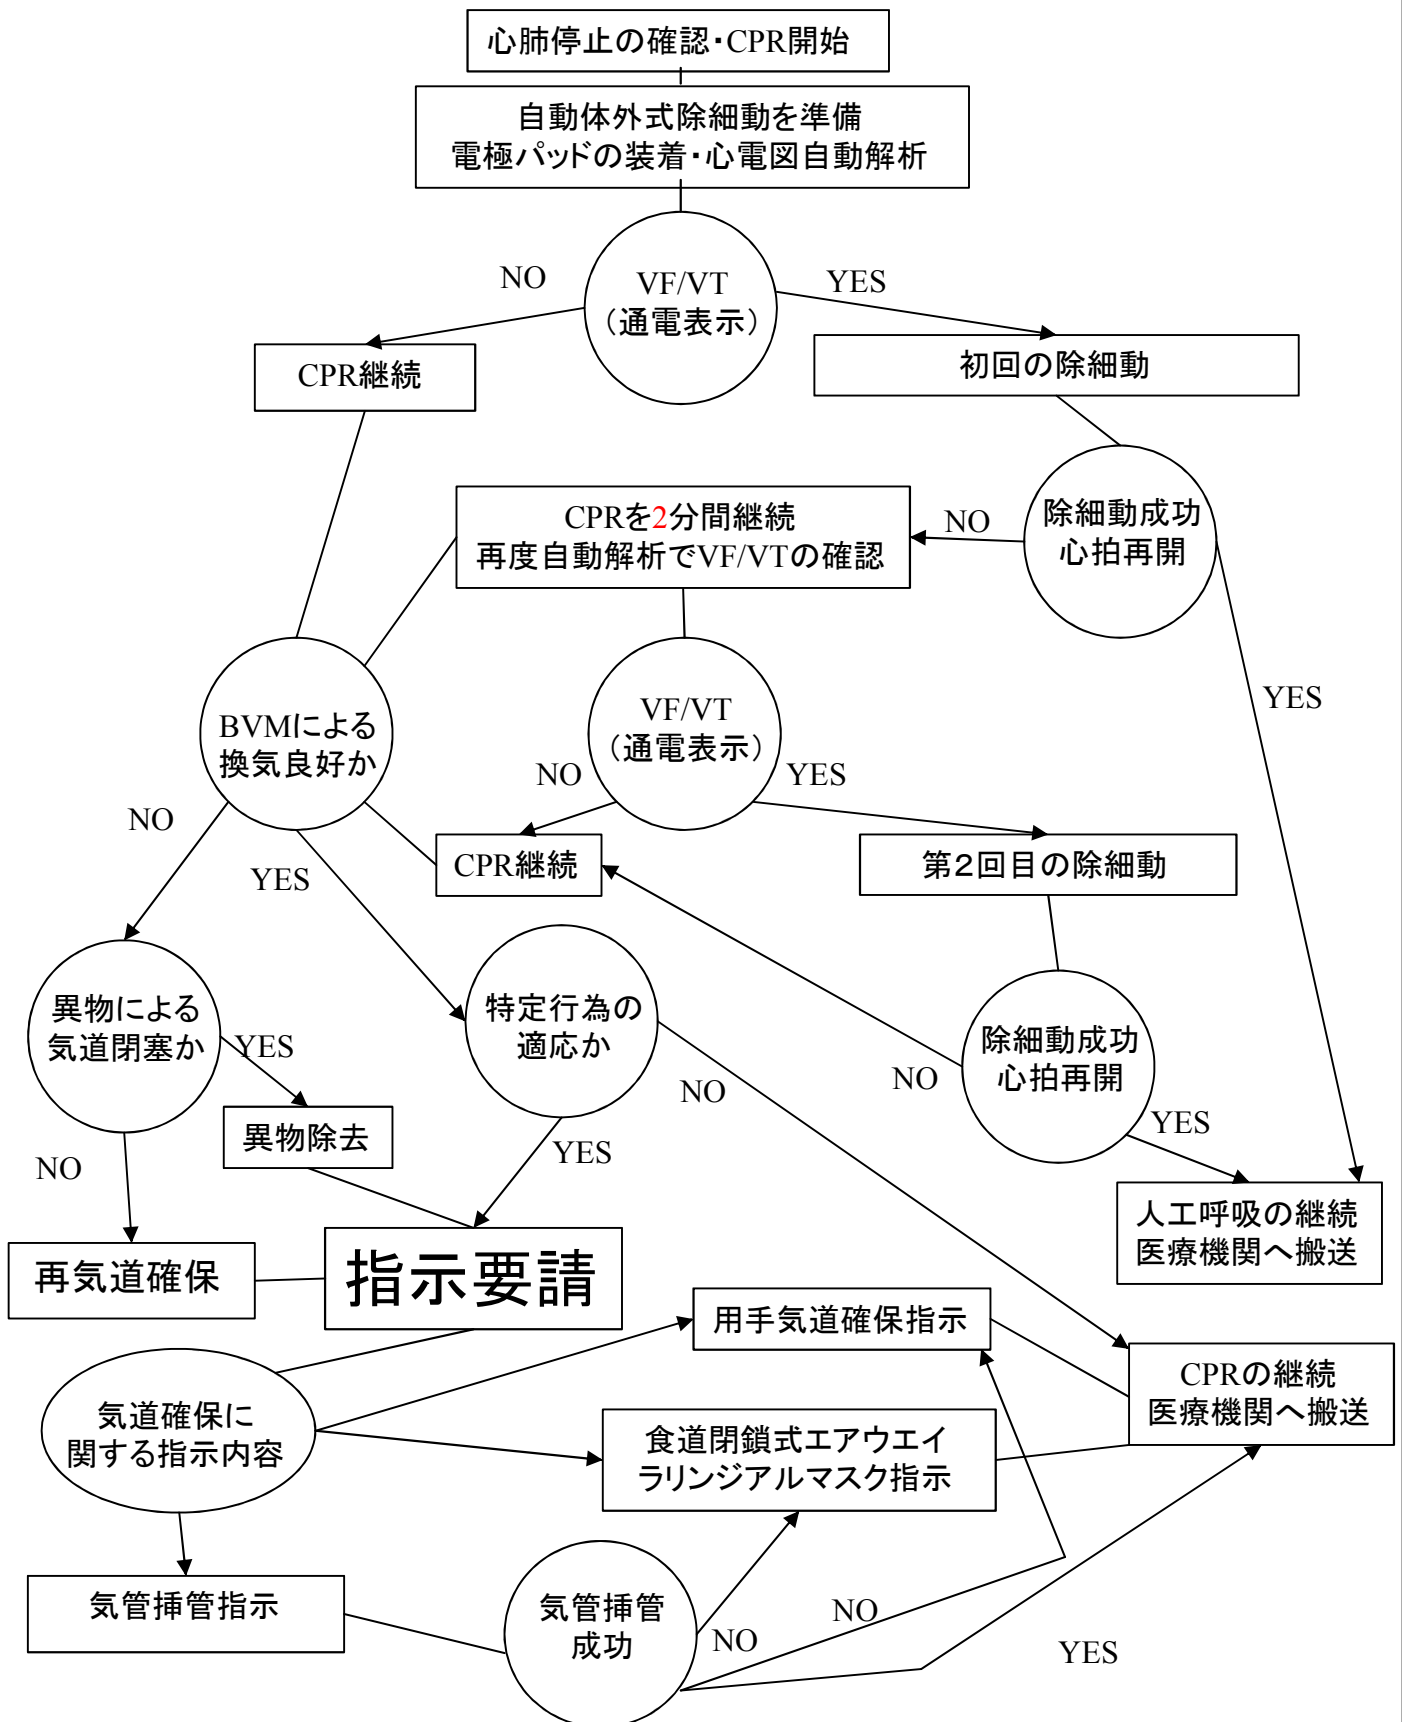 心肺停止の確認・CPR開始
自動体外式除細動を準備
電極パッドの装着・心電図自動解析
NO
VF/VT
（通電表示）
YES
CPR継続
初回の除細動
CPRを2分間継続
再度自動解析でVF/VTの確認
NO
除細動成功
心拍再開
YES
BVMによる
換気良好か
VF/VT
（通電表示）
NO
YES
NO
YES
CPR継続
第２回目の除細動
異物による
気道閉塞か
YES
特定行為の
適応か
除細動成功
心拍再開
NO
NO
YES
異物除去
YES
NO
人工呼吸の継続
医療機関へ搬送
再気道確保
指示要請
用手気道確保指示
CPRの継続
医療機関へ搬送
気道確保に
関する指示内容
食道閉鎖式エアウエイ
ラリンジアルマスク指示
気管挿管指示
気管挿管
成功
NO
NO
YES